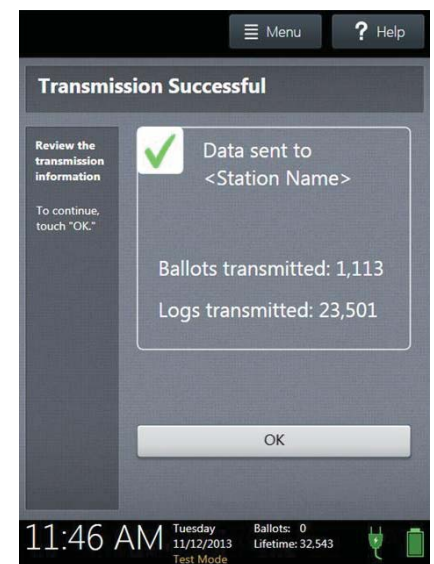 Menu
? Help
Transmission Successful
Review the
transmission
information
To continue,
touch "OK."
Data sent to
<Station Name>
Ballots transmitted: 1,113
Logs transmitted: 23,501
OK
11:46 AM
Tuesday
11/12/2013
Test Mode
Ballots: 0
Lifetime: 32,543